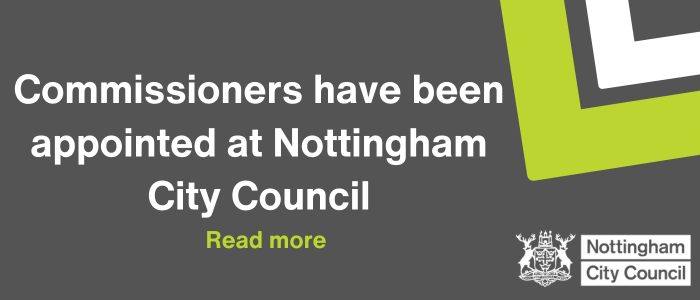 Commissioners have been
appointed at Nottingham
City Council
Read more
Nottingham
City Council